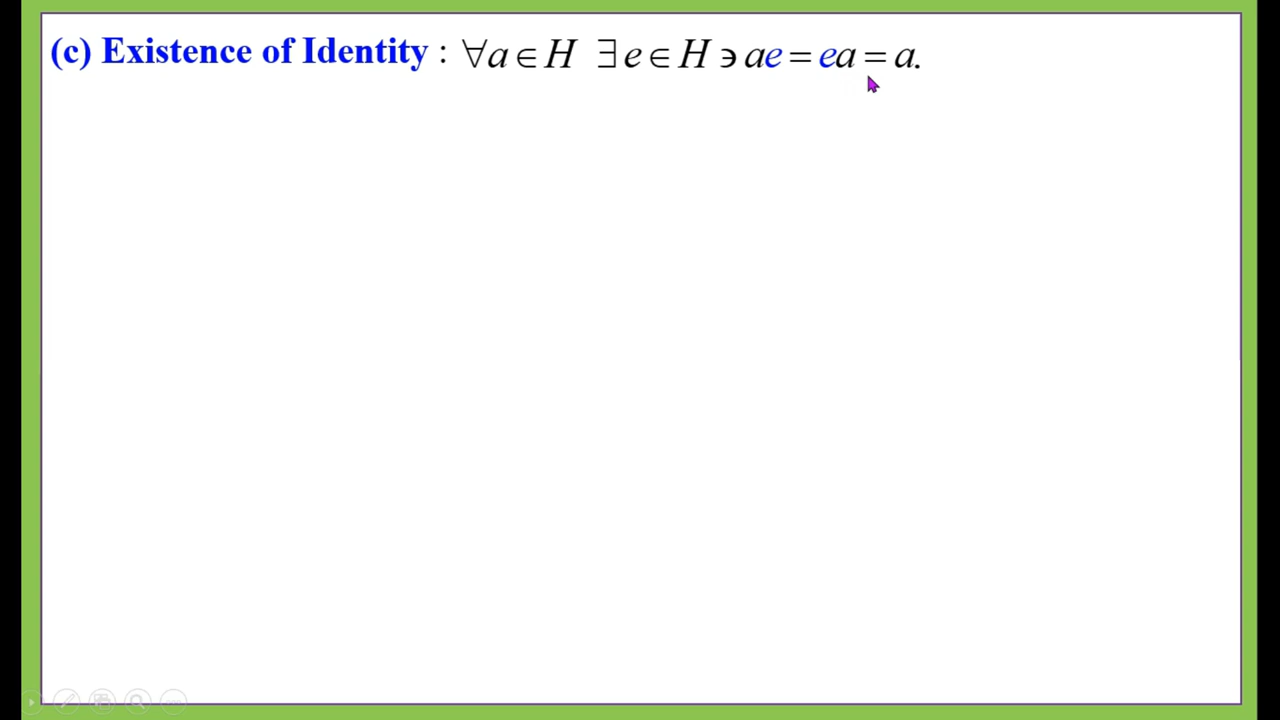 (c) Existence of Identity : ∀a ∈ H ∃ e ∈ H ∍ ae = ea = a.